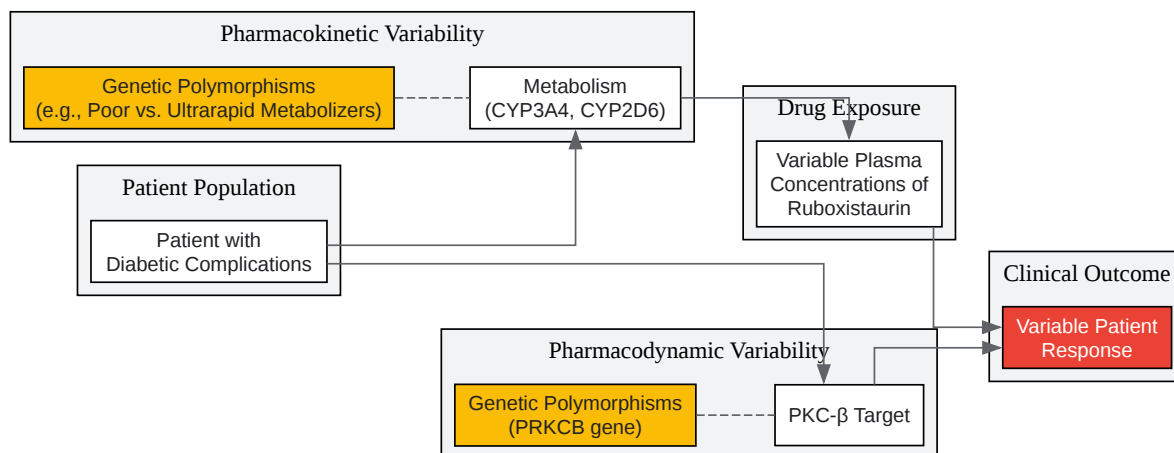 Pharmacokinetic Variability
Genetic Polymorphisms
(e.g., Poor vs. Ultrarapid Metabolizers)
Metabolism
(CYP3A4, CYP2D6)
Drug Exposure
Variable Plasma
Concentrations of
Ruboxistaurin
Patient Population
Patient with
Diabetic Complications
Clinical Outcome
Variable Patient
Response
Pharmacodynamic Variability
Genetic Polymorphisms
(PRKCB gene)
PKC-β Target